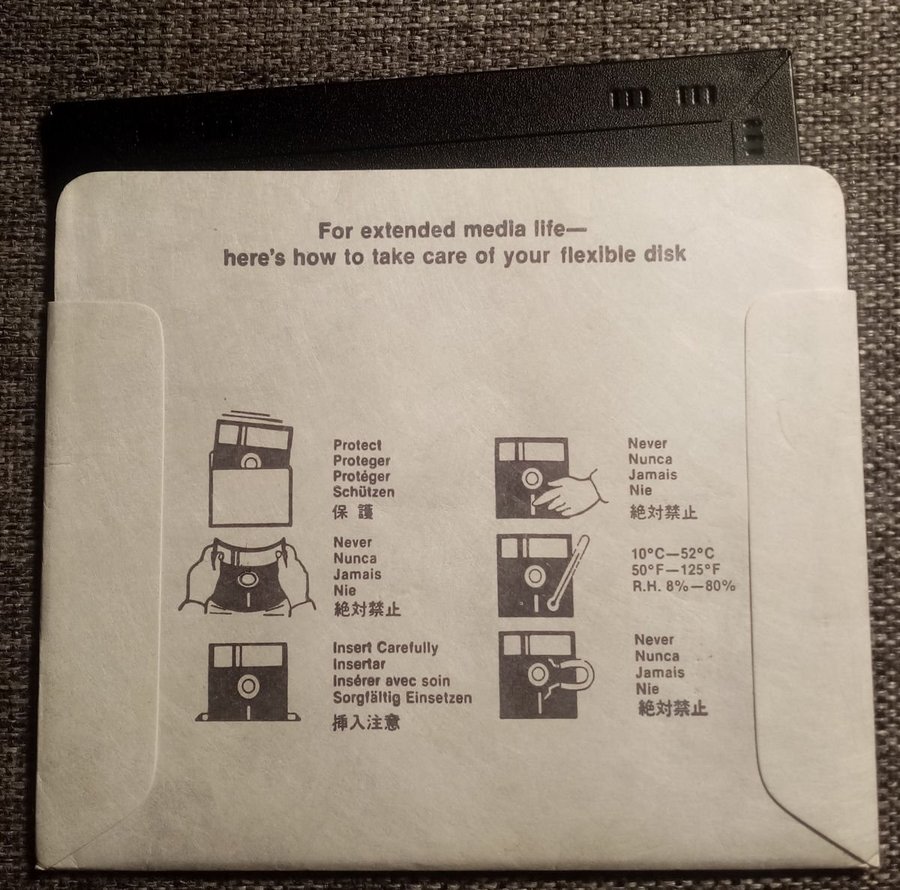 For extended media life—
here's how to take care of your flexible disk
Protect
Proteger
Protéger
Schützen
保 護
Never
Nunca
Jamais
Nie
絶対禁止
Insert Carefully
Insertar
Insérer avec soin
Sorgfältig Einsetzen
挿入注意
Never
Nunca
Jamais
Nie
絶対禁止
10°C—52°C
50°F—125°F
R.H. 8%—80%
Never
Nunca
Jamais
Nie
絶対禁止